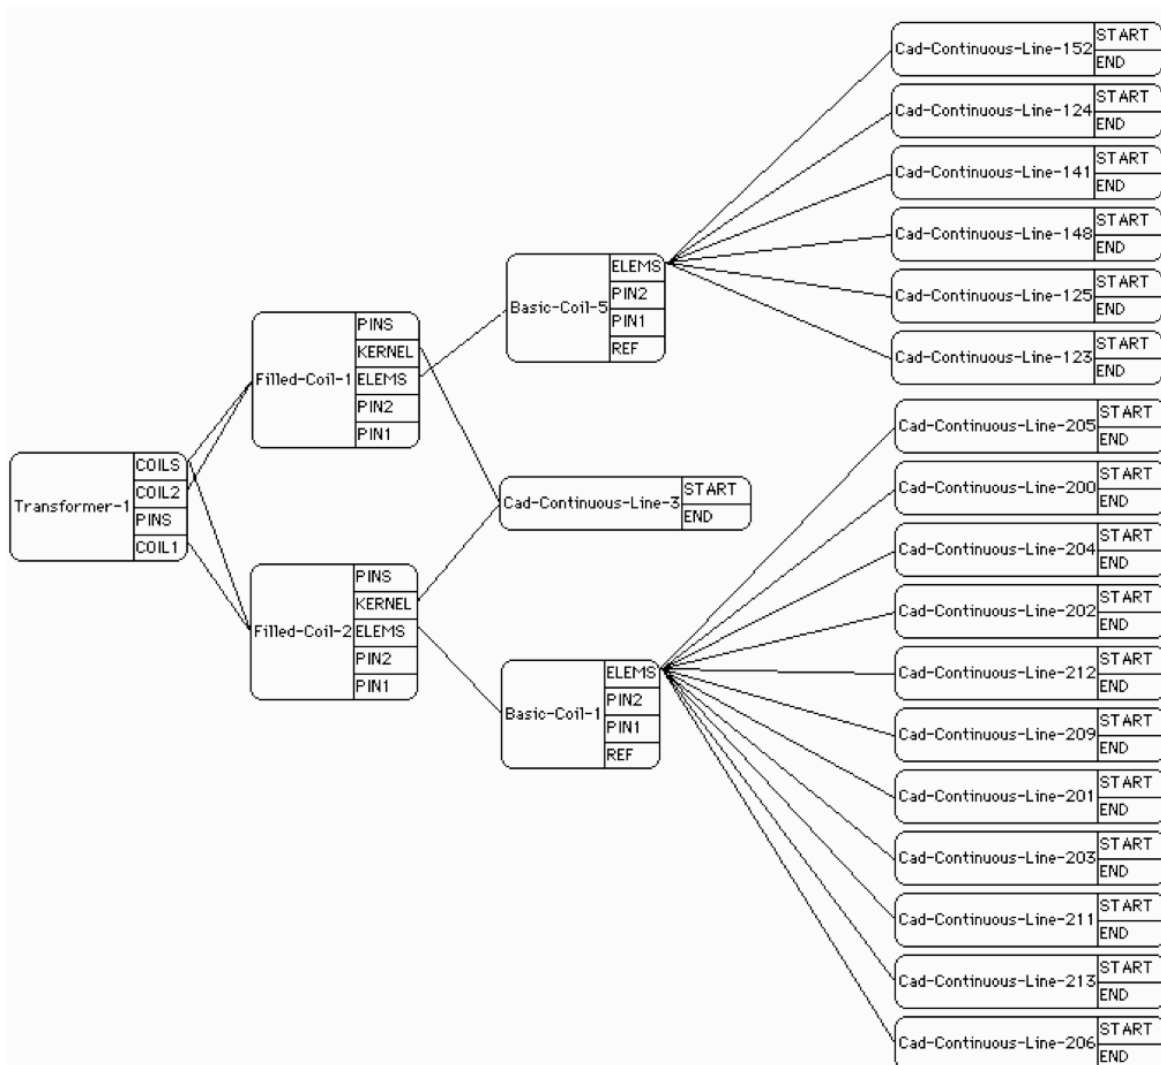 Transformer-1
COILS
COIL2
PINS
COIL1
Filled-Coil-1
PINS
KERNEL
ELEMS
PIN2
PIN1
Filled-Coil-2
PINS
KERNEL
ELEMS
PIN2
PIN1
Basic-Coil-5
ELEMS
PIN2
PIN1
REF
Cad-Continuous-Line-3
START
END
Basic-Coil-1
ELEMS
PIN2
PIN1
REF
Cad-Continuous-Line-152
START
END
Cad-Continuous-Line-124
START
END
Cad-Continuous-Line-141
START
END
Cad-Continuous-Line-148
START
END
Cad-Continuous-Line-125
START
END
Cad-Continuous-Line-123
START
END
Cad-Continuous-Line-205
START
END
Cad-Continuous-Line-200
START
END
Cad-Continuous-Line-204
START
END
Cad-Continuous-Line-202
START
END
Cad-Continuous-Line-212
START
END
Cad-Continuous-Line-209
START
END
Cad-Continuous-Line-201
START
END
Cad-Continuous-Line-203
START
END
Cad-Continuous-Line-211
START
END
Cad-Continuous-Line-213
START
END
Cad-Continuous-Line-206
START
END